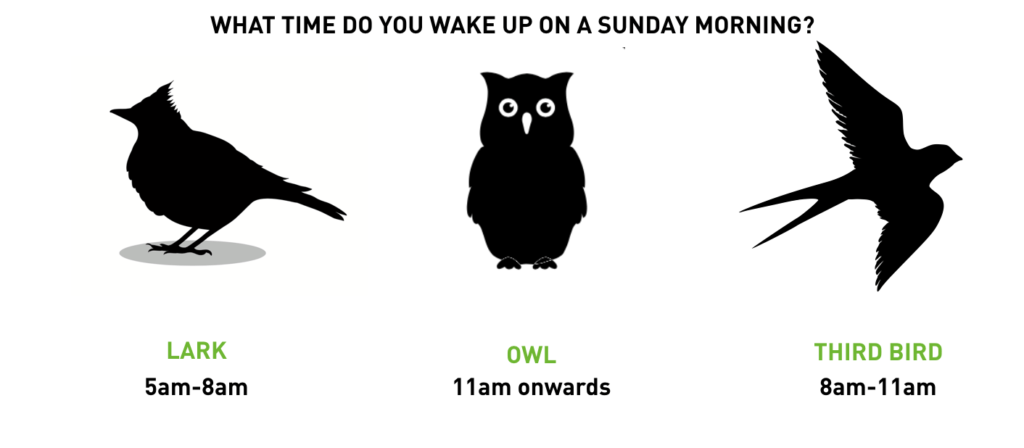 WHAT TIME DO YOU WAKE UP ON A SUNDAY MORNING?
LARK
5am-8am
OWL
11am onwards
THIRD BIRD
8am-11am